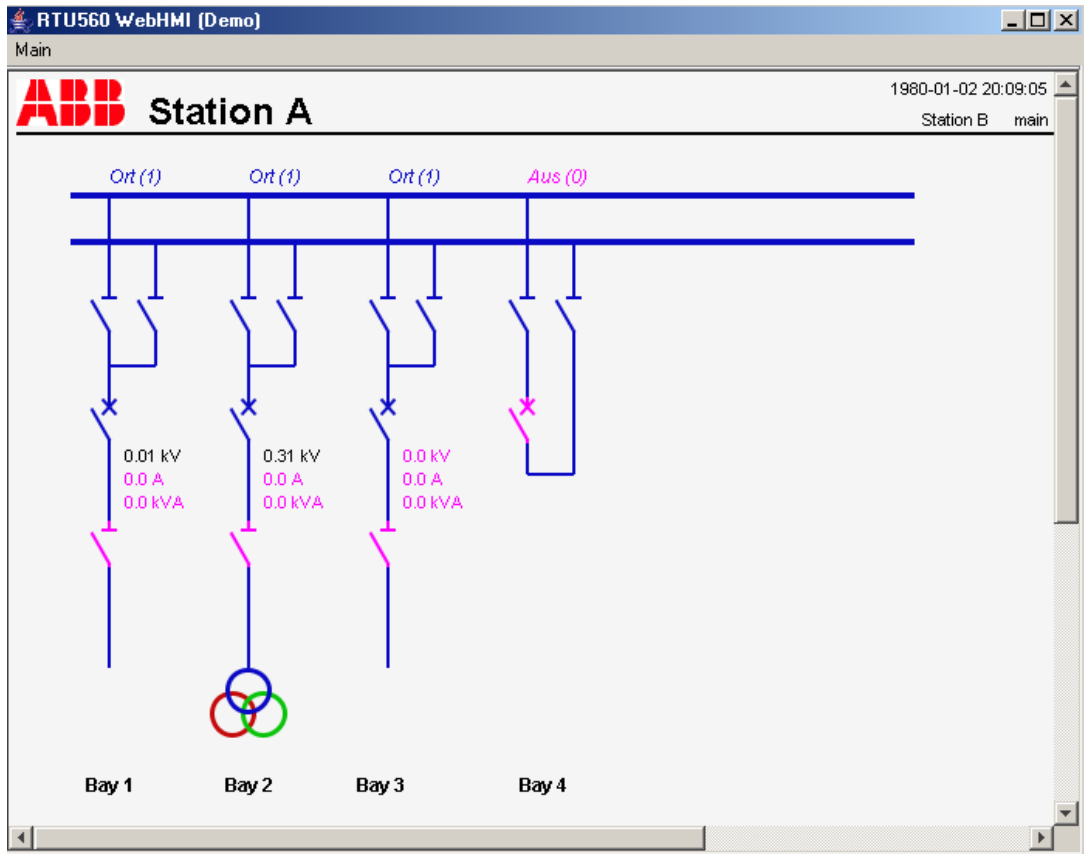 RTU560 WebHMI (Demo)
Main
ABB Station A
1980-01-02 20:09:05
Station B main
Ort (1) Ort (1) Ort (1) Aus (0)
0.01 kV 0.31 kV 0.0 kV
0.0 A 0.0 A 0.0 A
0.0 kVA 0.0 kVA 0.0 kVA
Bay 1 Bay 2 Bay 3 Bay 4